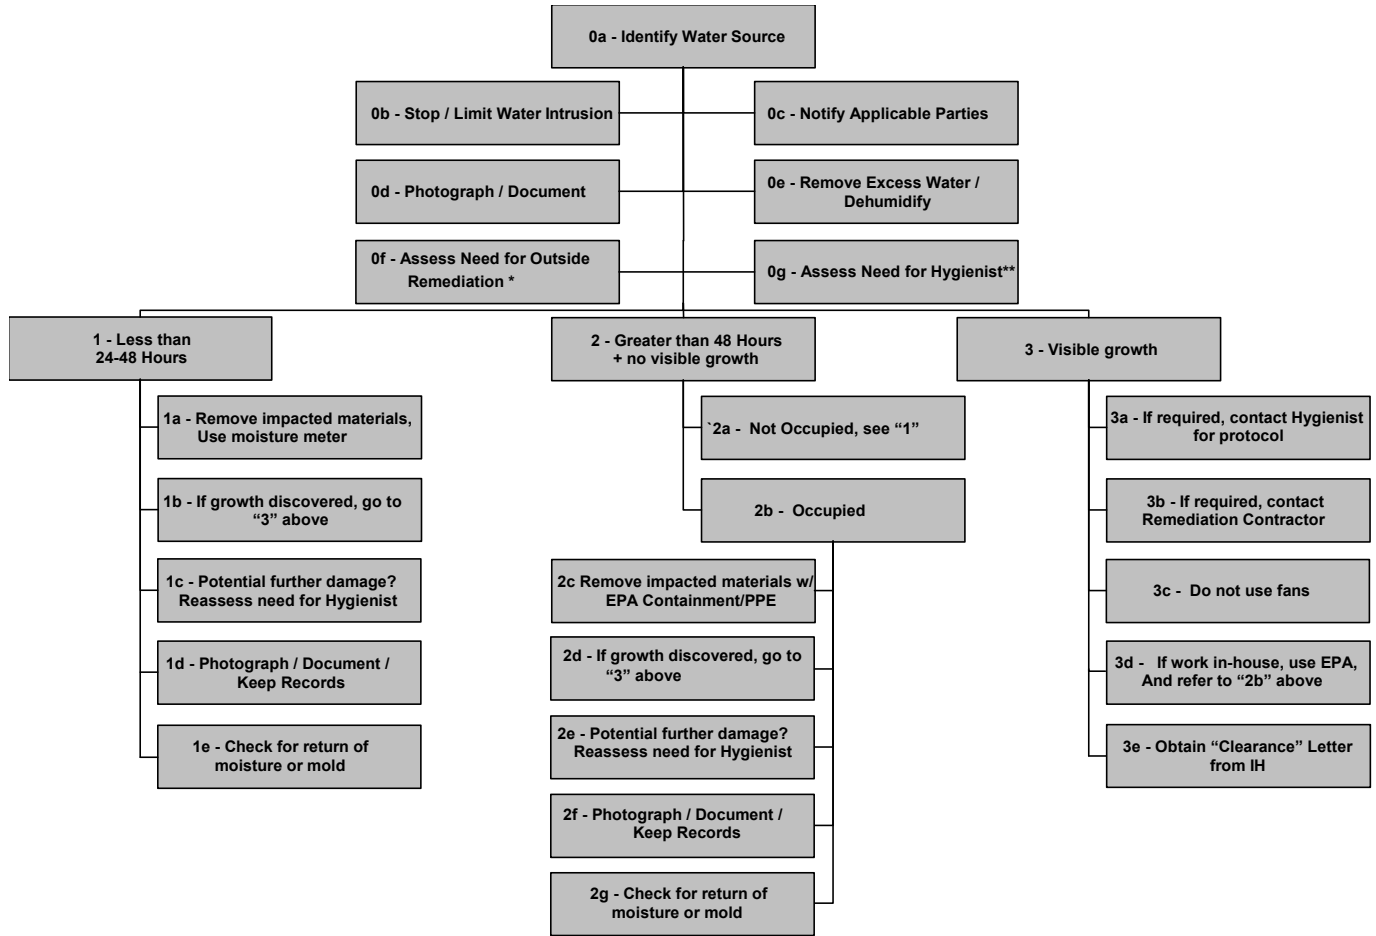 0a - Identify Water Source
0b - Stop / Limit Water Intrusion
0c - Notify Applicable Parties
0d - Photograph / Document
0e - Remove Excess Water /
Dehumidify
0f - Assess Need for Outside
Remediation *
0g - Assess Need for Hygienist**
1 - Less than
24-48 Hours
2 - Greater than 48 Hours
+ no visible growth
3 - Visible growth
1a - Remove impacted materials,
Use moisture meter
1b - If growth discovered, go to
“3” above
1c - Potential further damage?
Reassess need for Hygienist
1d - Photograph / Document /
Keep Records
1e - Check for return of
moisture or mold
`2a - Not Occupied, see “1”
2b - Occupied
2c Remove impacted materials w/
EPA Containment/PPE
2d - If growth discovered, go to
“3” above
2e - Potential further damage?
Reassess need for Hygienist
2f - Photograph / Document /
Keep Records
2g - Check for return of
moisture or mold
3a - If required, contact Hygienist
for protocol
3b - If required, contact
Remediation Contractor
3c - Do not use fans
3d - If work in-house, use EPA,
And refer to “2b” above
3e - Obtain “Clearance” Letter
from IH